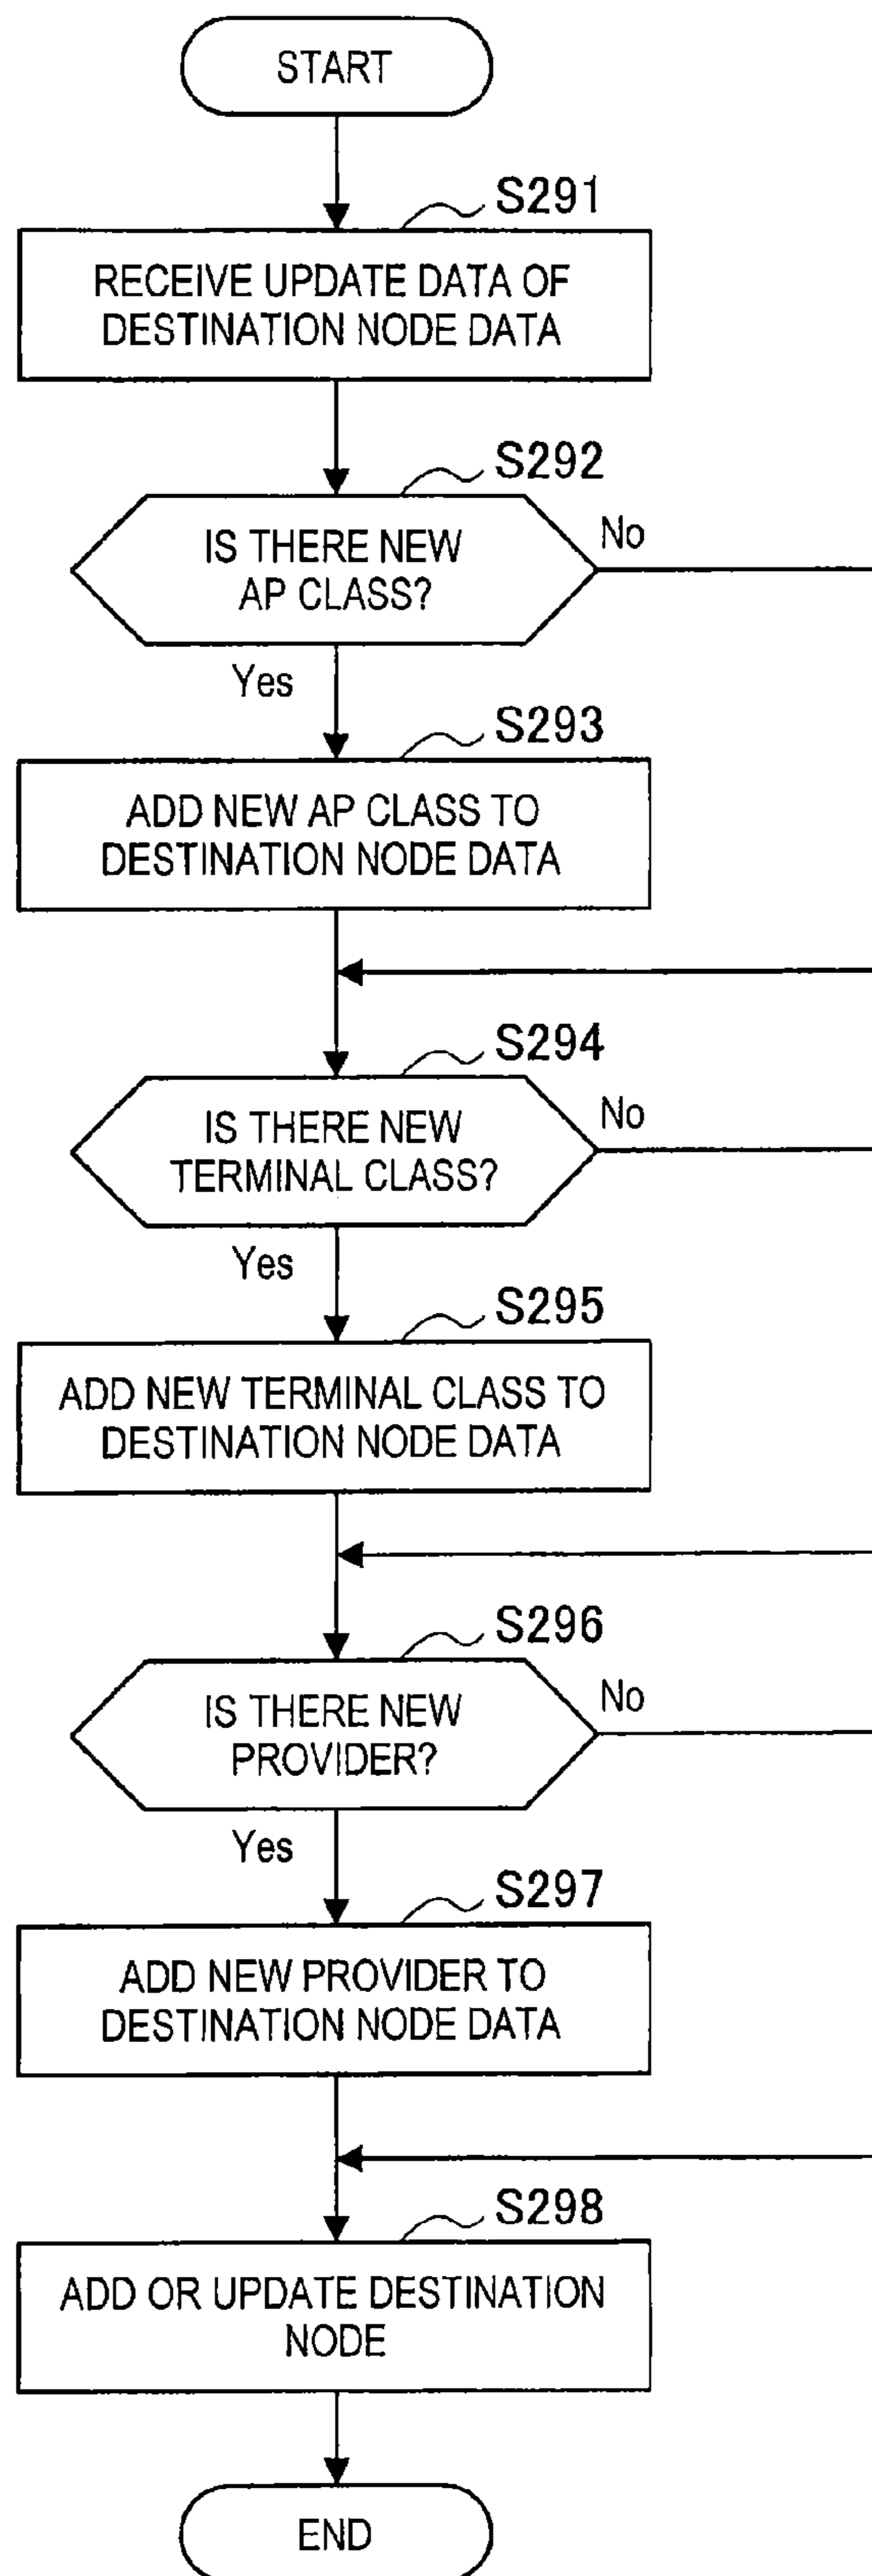 START
S291
RECEIVE UPDATE DATA OF
DESTINATION NODE DATA
S292
IS THERE NEW
AP CLASS?
No
Yes
S293
ADD NEW AP CLASS TO
DESTINATION NODE DATA
S294
IS THERE NEW
TERMINAL CLASS?
No
Yes
S295
ADD NEW TERMINAL CLASS TO
DESTINATION NODE DATA
S296
IS THERE NEW
PROVIDER?
No
Yes
S297
ADD NEW PROVIDER TO
DESTINATION NODE DATA
S298
ADD OR UPDATE DESTINATION
NODE
END